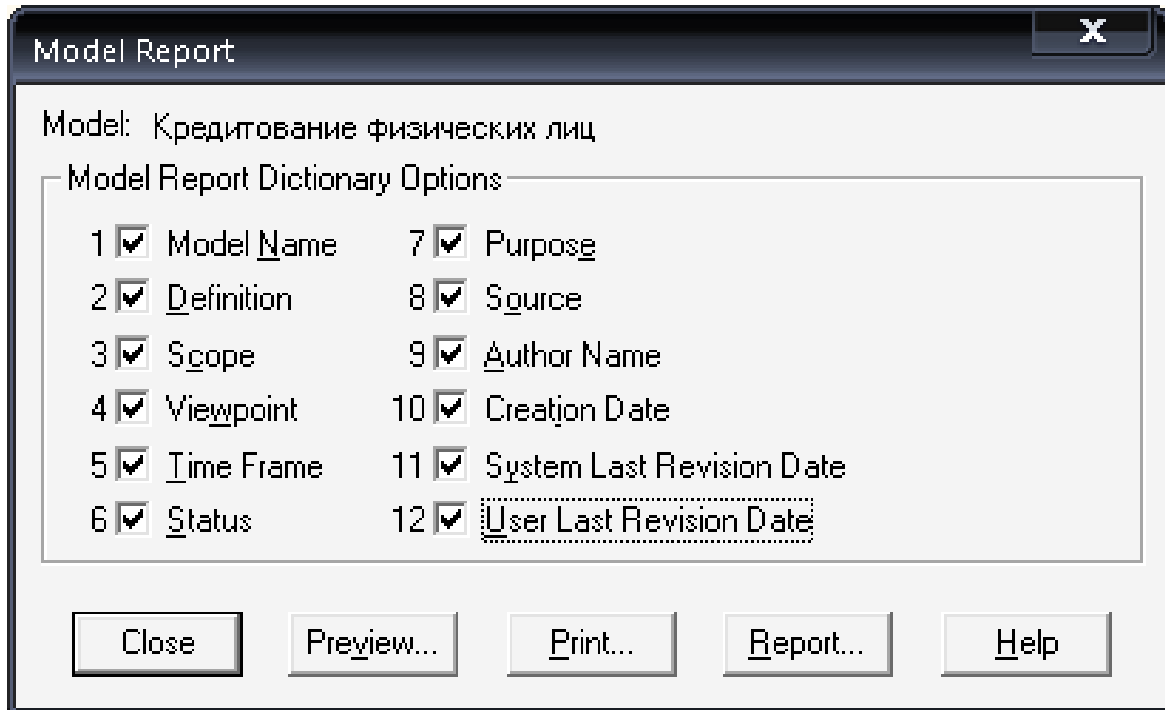 Model Report
Model: Кредитование физических лиц
Model Report Dictionary Options
1 Model Name 7 Purpose
2 Definition 8 Source
3 Scope 9 Author Name
4 Viewpoint 10 Creation Date
5 Time Frame 11 System Last Revision Date
6 Status 12 User Last Revision Date
Close Preview... Print... Report... Help